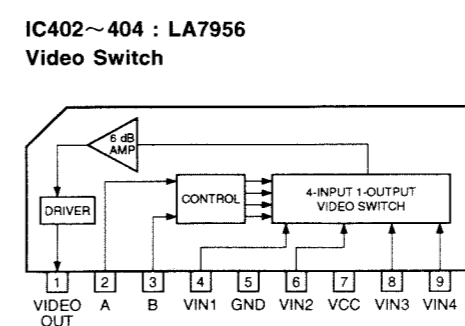 IC402～404 : LA7956
Video Switch
6 dB
AMP
DRIVER
CONTROL
4-INPUT 1-OUTPUT
VIDEO SWITCH
1 2 3 4 5 6 7 8 9
VIDEO OUT A B VIN1 GND VIN2 VCC VIN3 VIN4